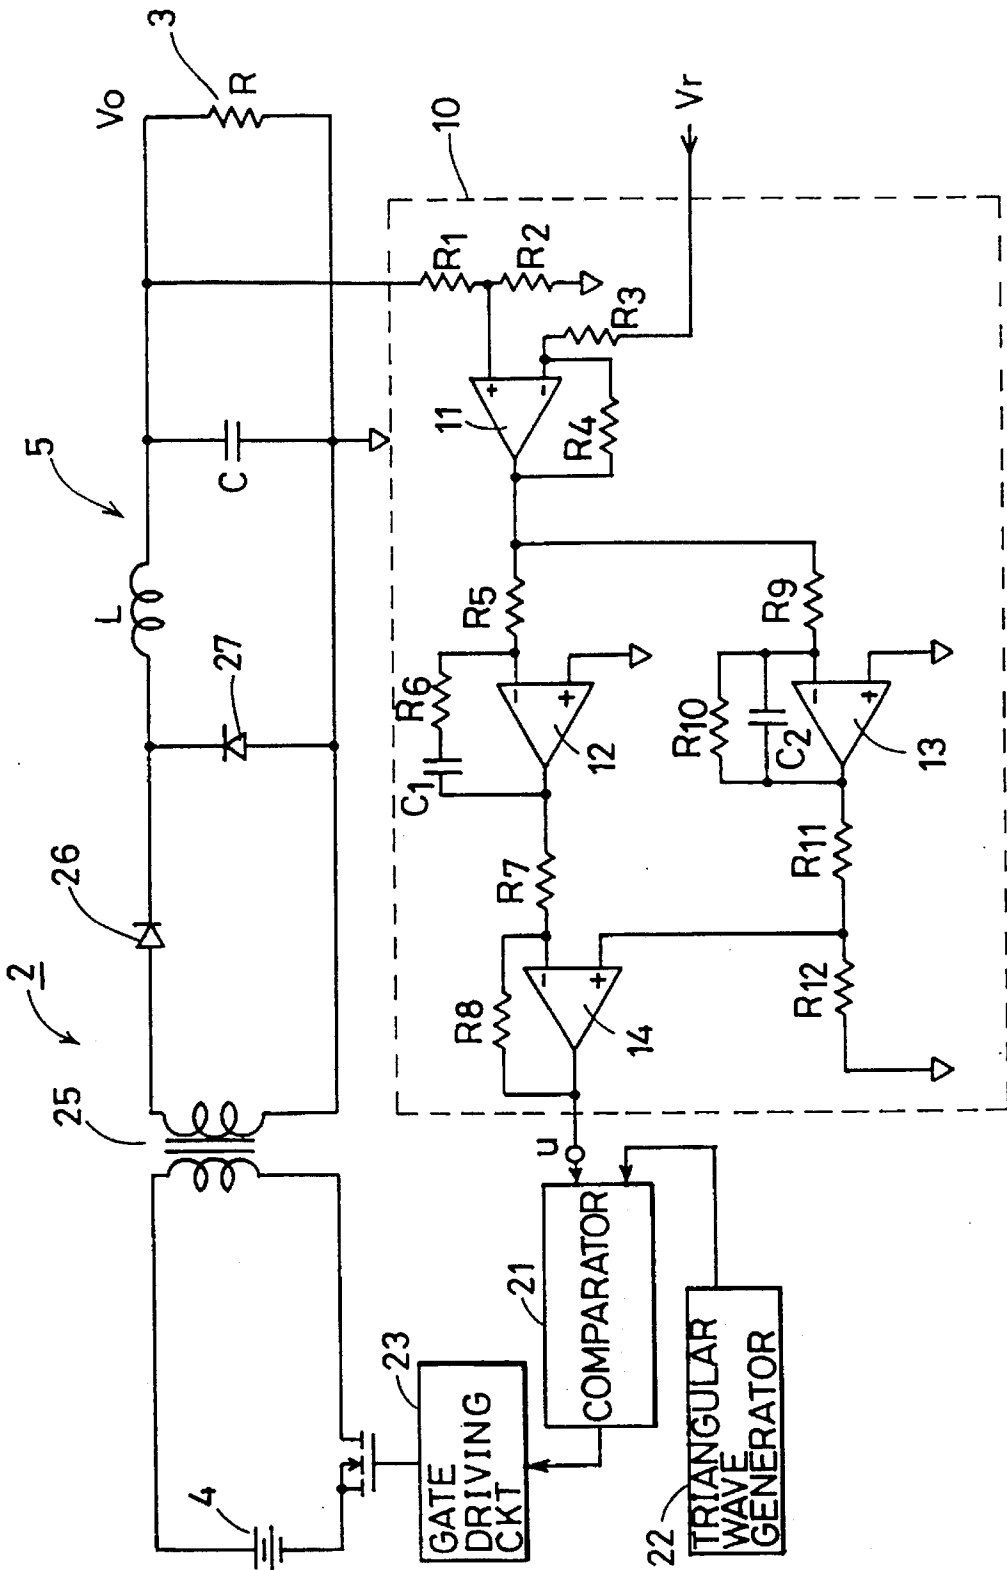 2
25
26
5
3
4
L
27
C
Vo
R
10
Vr
23
GATE
DRIVING
CKT
21
COMPARATOR
u
22
TRIANGULAR
WAVE
GENERATOR
R8
-
+
14
R7
C1
R6
-
+
12
R5
11
+
-
R4
R1
R2
R3
R12
R11
R10
C2
-
+
13
R9